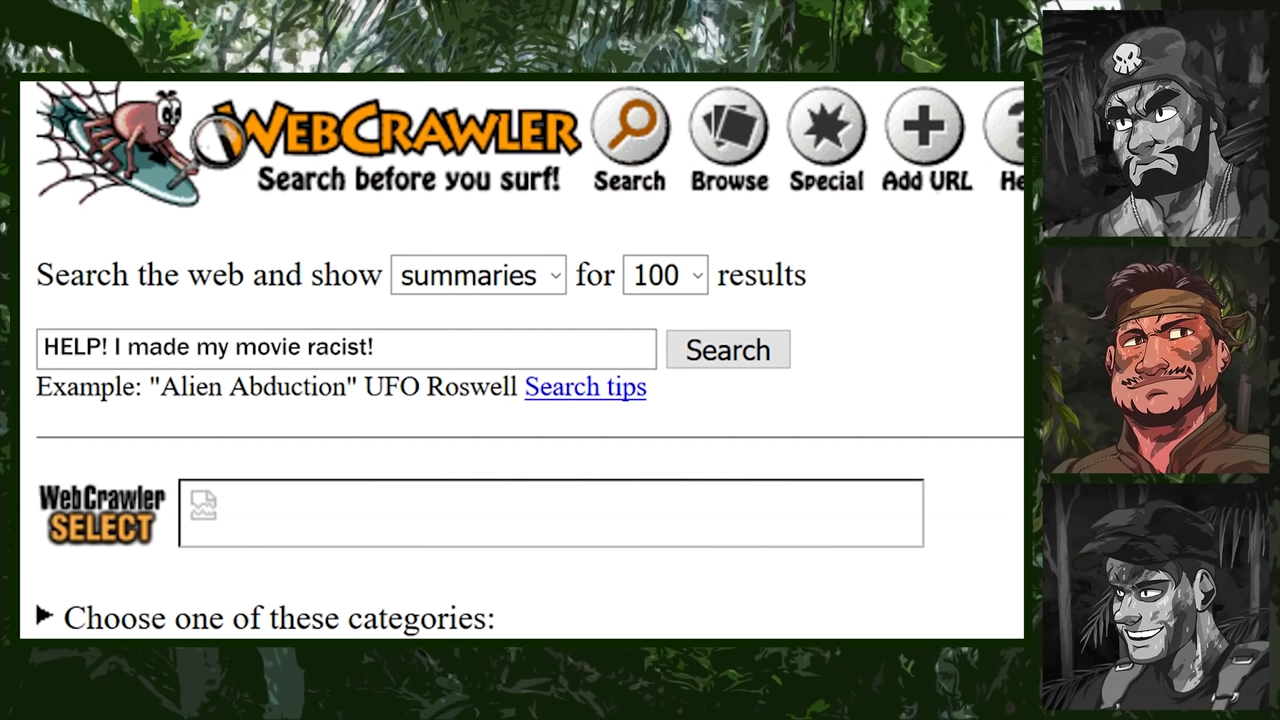 WEBCRAWLER
Search before you surf!
Search Browse Special Add URL He
Search the web and show summaries for 100 results
HELP! I made my movie racist! Search
Example: "Alien Abduction" UFO Roswell Search tips
WebCrawler
SELECT
Choose one of these categories: